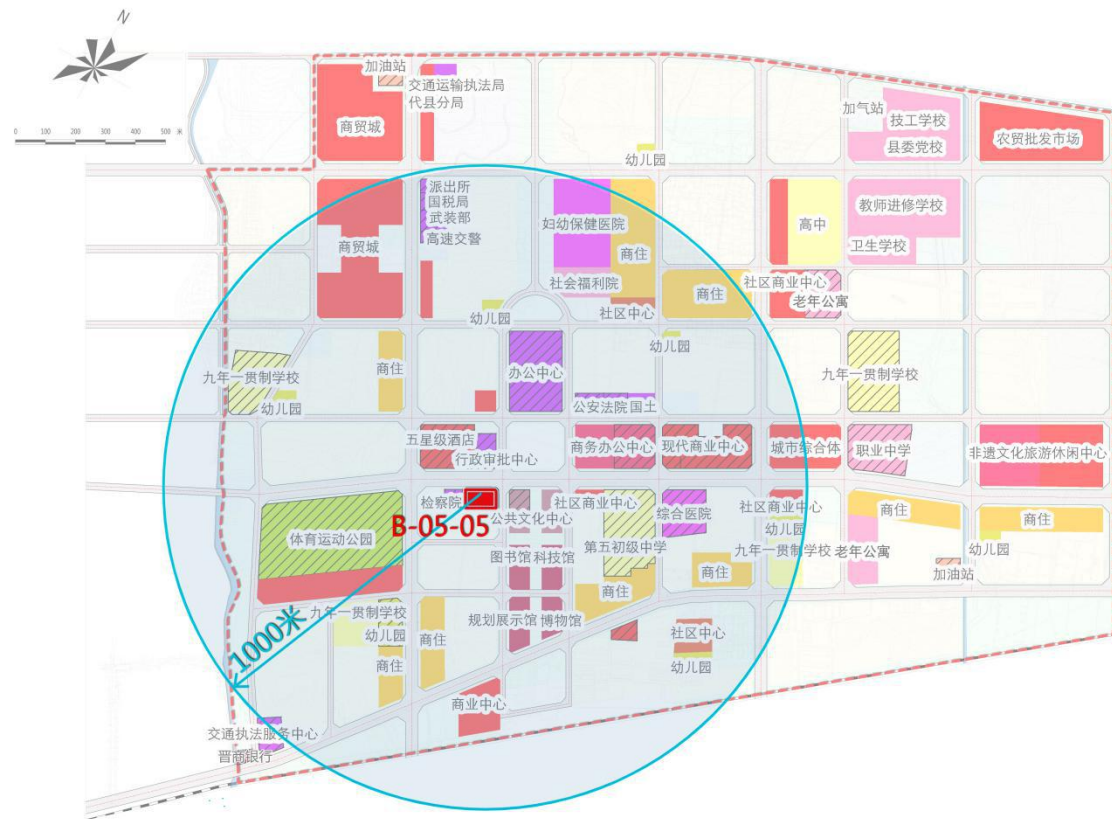 N
0 100 200 300 400 500 米
加油站
交通运输执法局
代县分局
商贸城
幼儿园
加气站
技工学校
县委党校
农贸批发市场
派出所
国税局
武装部
高速交警
商贸城
妇幼保健医院
商住
社会福利院
社区中心
高中
教师进修学校
卫生学校
商住
社区商业中心
老年公寓
幼儿园
幼儿园
九年一贯制学校
幼儿园
商住
办公中心
公安法院
国土
九年一贯制学校
五星级酒店
行政审批中心
商务办公中心
现代商业中心
城市综合体
职业中学
非遗文化旅游休闲中心
检察院
B-05-05
公共文化中心
社区商业中心
综合医院
社区商业中心
幼儿园
商住
商住
体育运动公园
图书馆
科技馆
第五初级中学
商住
九年一贯制学校
老年公寓
幼儿园
加油站
商住
1000米
九年一贯制学校
幼儿园
商住
商住
规划展示馆
博物馆
社区中心
幼儿园
商业中心
交通执法服务中心
晋商银行